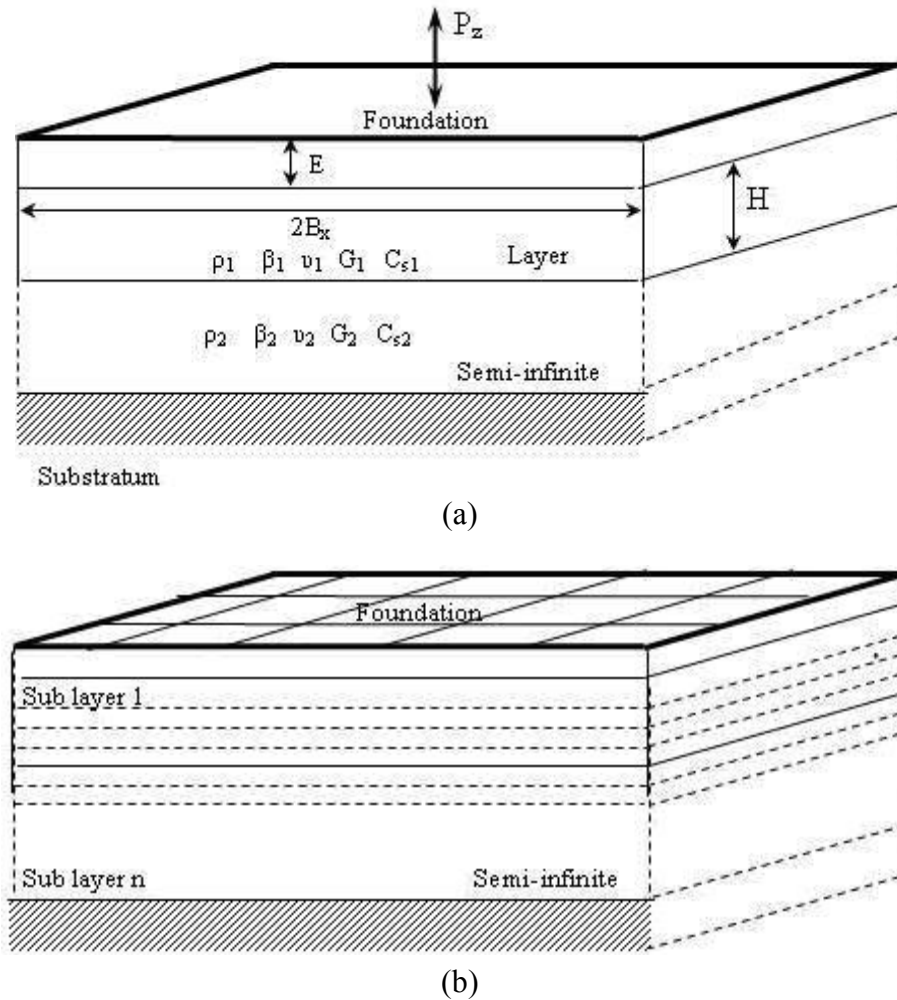 P_z
Foundation
E
H
2B_x
ρ₁ β₁ υ₁ G₁ C_s1 Layer
ρ₂ β₂ υ₂ G₂ C_s2
Semi-infinite
Substratum
(a)
Foundation
Sub layer 1
Sub layer n Semi-infinite
(b)